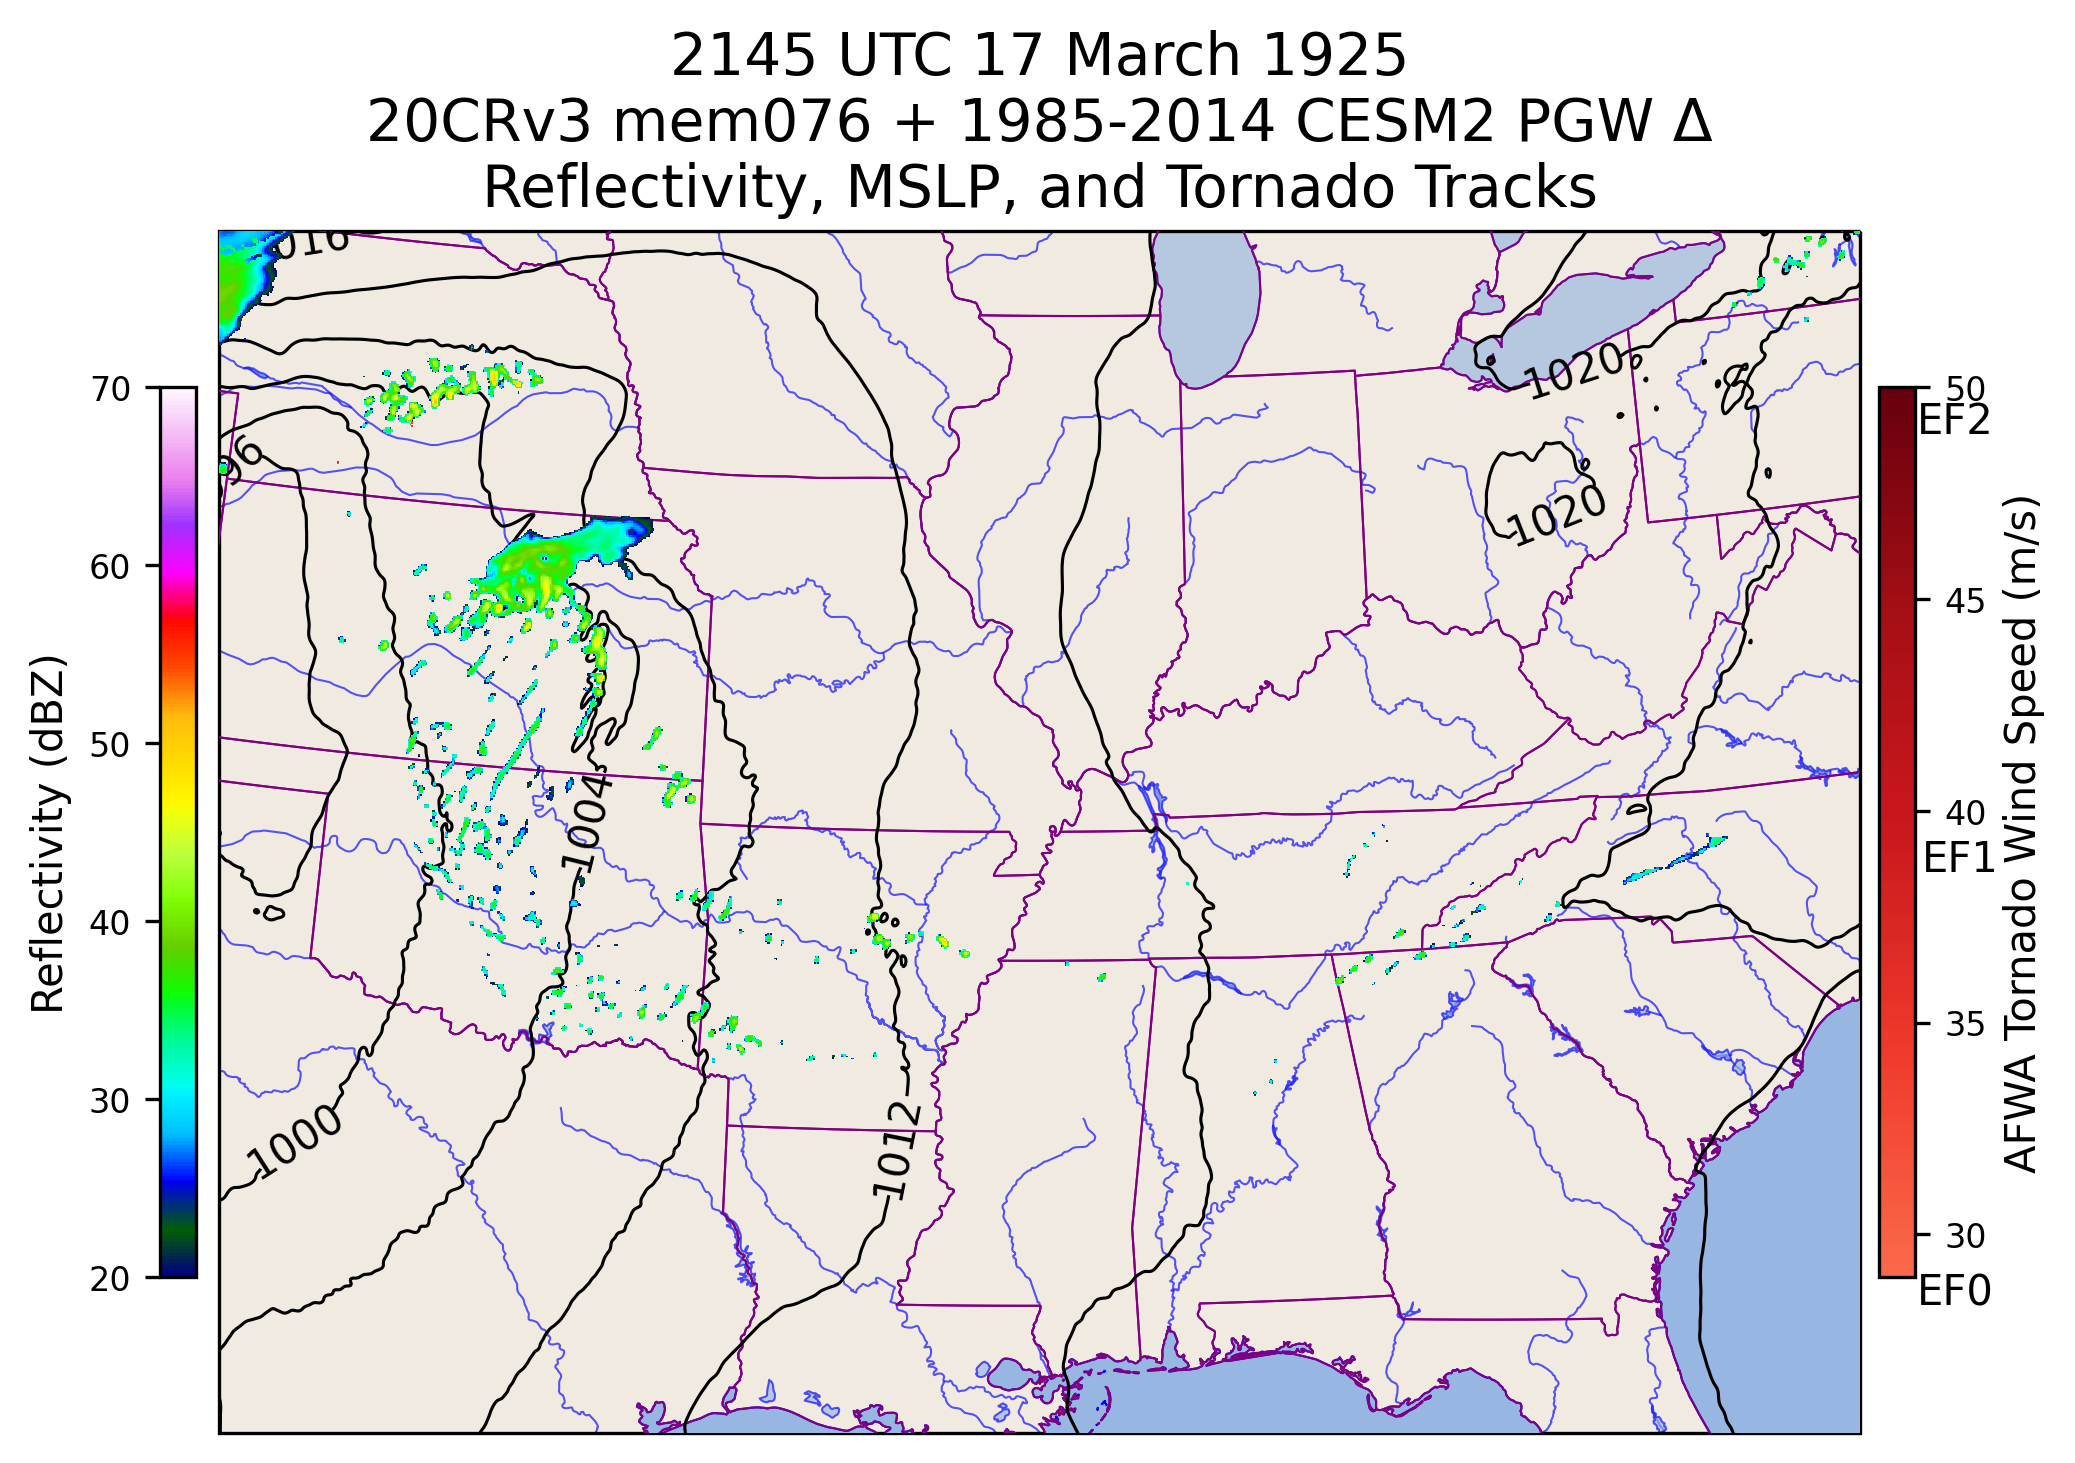 2145 UTC 17 March 1925
20CRv3 mem076 + 1985-2014 CESM2 PGW Δ
Reflectivity, MSLP, and Tornado Tracks
1020
1020
1004
1000
1012
70
60
50
40
30
20
Reflectivity (dBZ)
50
EF2
45
40
EF1
35
30
EF0
AFWA Tornado Wind Speed (m/s)